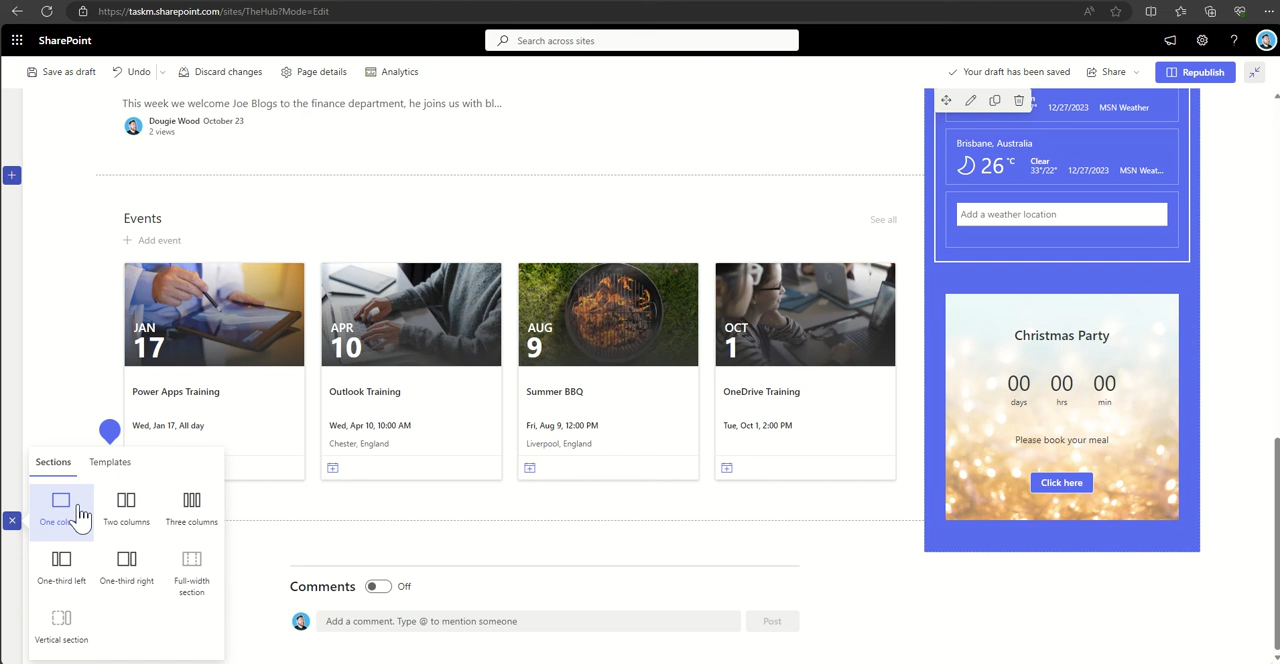 https://taskm.sharepoint.com/sites/TheHub?Mode=Edit
SharePoint
Search across sites
Save as draft
Undo
Discard changes
Page details
Analytics
Your draft has been saved
Share
Republish
This week we welcome Joe Blogs to the finance department, he joins us with bl...
Dougie Wood October 23
2 views
12/27/2023 MSN Weather
Brisbane, Australia
26 °C
Clear
33°/22° 12/27/2023 MSN Weat...
Add a weather location
Events
See all
Add event
JAN
17
APR
10
AUG
9
OCT
1
Power Apps Training
Outlook Training
Summer BBQ
OneDrive Training
Wed, Jan 17, All day
Wed, Apr 10, 10:00 AM
Fri, Aug 9, 12:00 PM
Tue, Oct 1, 2:00 PM
Chester, England
Liverpool, England
Christmas Party
00 00 00
days hrs min
Please book your meal
Click here
Sections Templates
One
Two columns
Three columns
One-third left
One-third right
Full-width
section
Vertical section
Comments
Off
Add a comment. Type @ to mention someone
Post